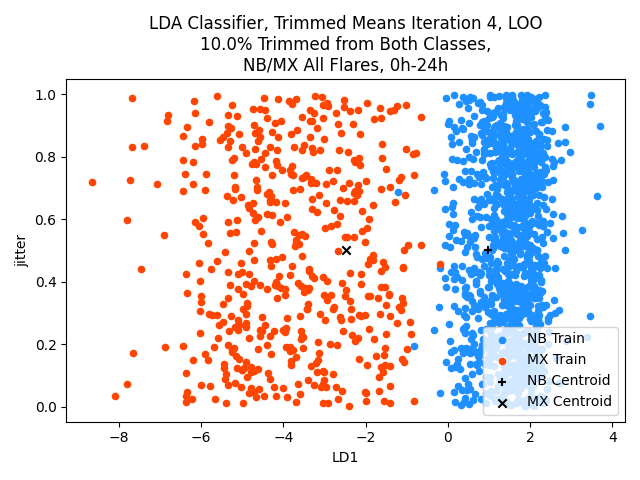 LDA Classifier, Trimmed Means Iteration 4, LOO
10.0% Trimmed from Both Classes,
NB/MX All Flares, 0h-24h
jitter
1.0
0.8
0.6
0.4
0.2
0.0
NB Train
MX Train
NB Centroid
MX Centroid
−8 −6 −4 −2 0 2 4
LD1